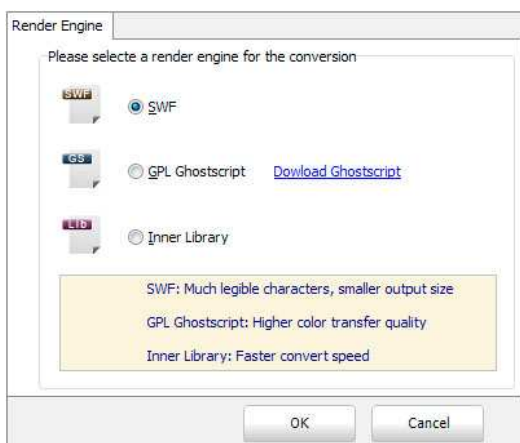 Render Engine
Please selecte a render engine for the conversion
SWF
SWF
GS
GPL Ghostscript Dowload Ghostscript
Lib
Inner Library
SWF: Much legible characters, smaller output size
GPL Ghostscript: Higher color transfer quality
Inner Library: Faster convert speed
OK Cancel